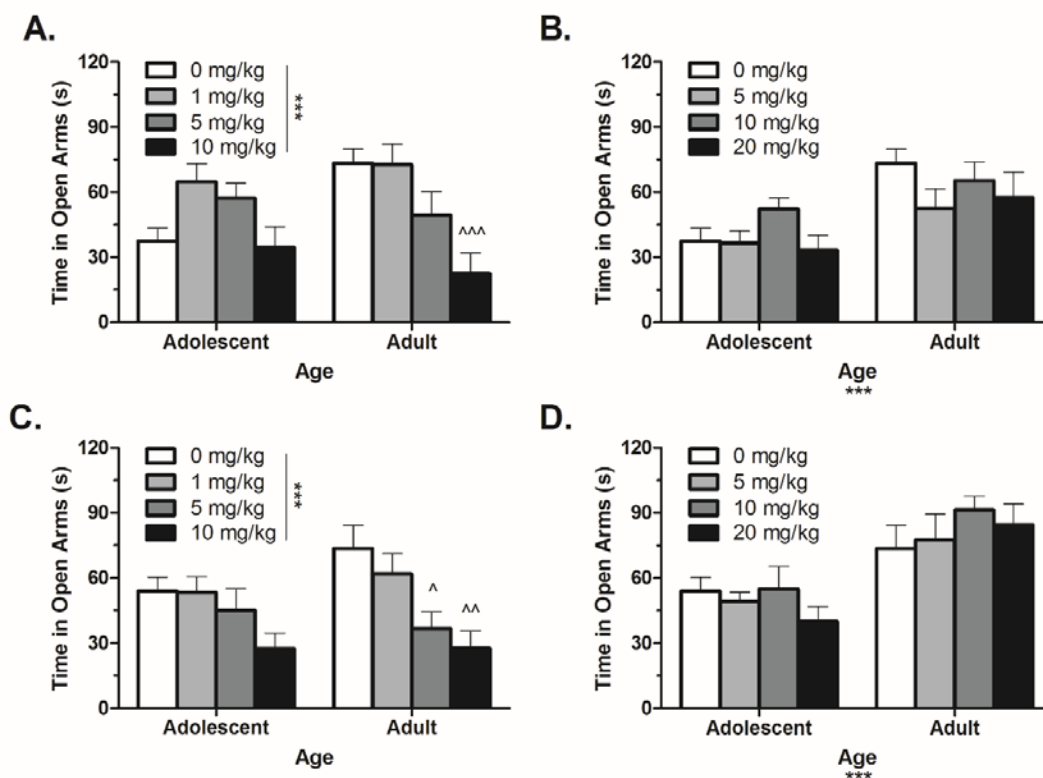 A.
B.
120
90
60
30
0
Time in Open Arms (s)
0 mg/kg
1 mg/kg
5 mg/kg
10 mg/kg
***
^^^
Adolescent
Adult
Age
120
90
60
30
0
Time in Open Arms (s)
0 mg/kg
5 mg/kg
10 mg/kg
20 mg/kg
Adolescent
Adult
Age
***
C.
D.
120
90
60
30
0
Time in Open Arms (s)
0 mg/kg
1 mg/kg
5 mg/kg
10 mg/kg
***
^
^^
Adolescent
Adult
Age
120
90
60
30
0
Time in Open Arms (s)
0 mg/kg
5 mg/kg
10 mg/kg
20 mg/kg
Adolescent
Adult
Age
***